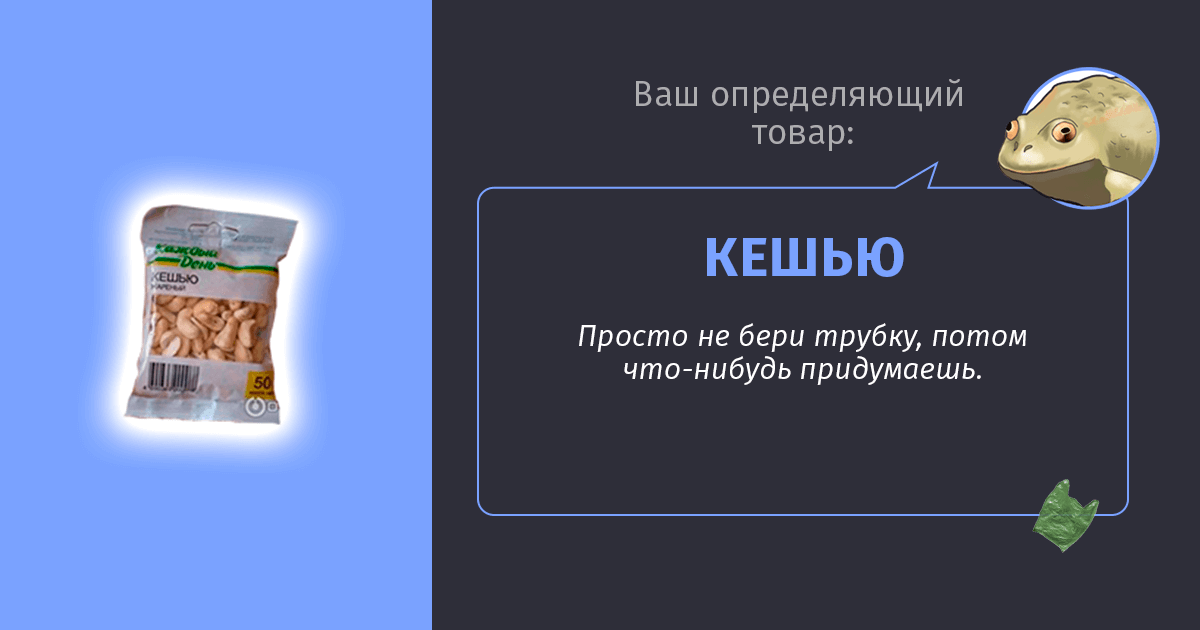 Ваш определяющий
товар:
КЕШЬЮ
Просто не бери трубку, потом
что-нибудь придумаешь.
Каждый
День
КЕШЬЮ
ЖАРЕНЫЙ
50